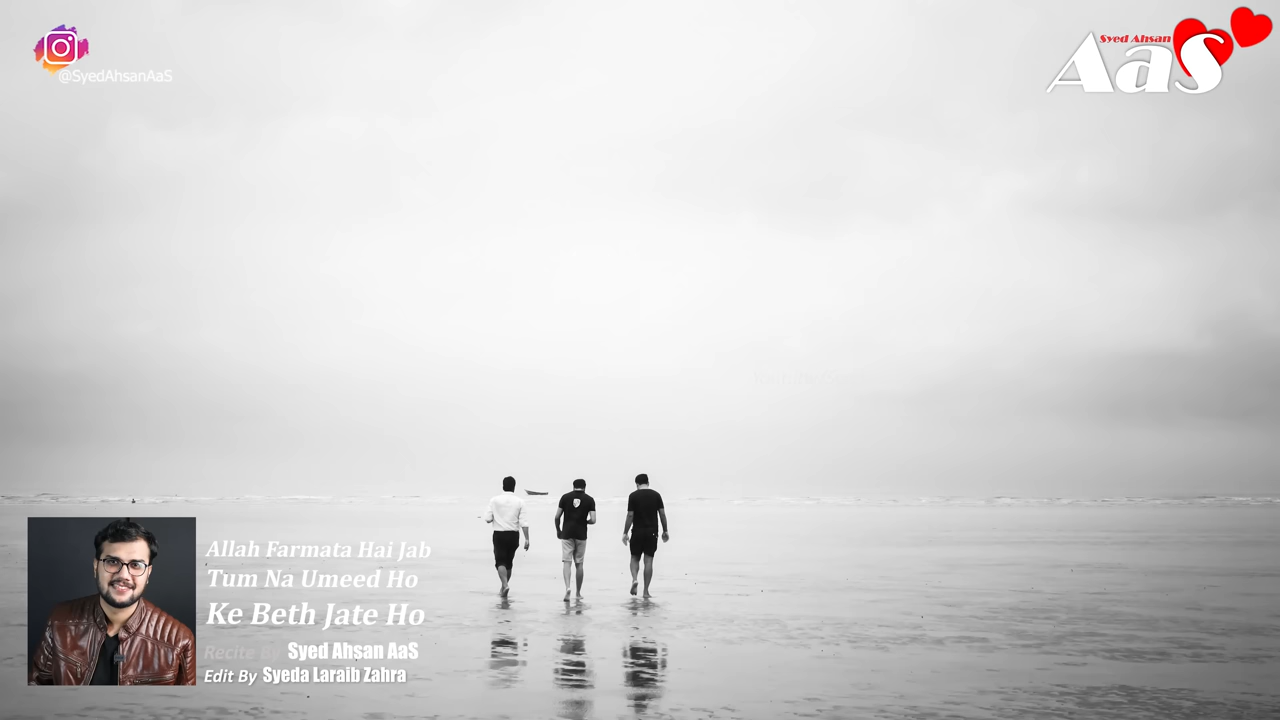 @SyedAhsanAaS
Syed Ahsan
AaS
Allah Farmata Hai Jab
Tum Na Umeed Ho
Ke Beth Jate Ho
Recite By Syed Ahsan AaS
Edit By Syeda Laraib Zahra